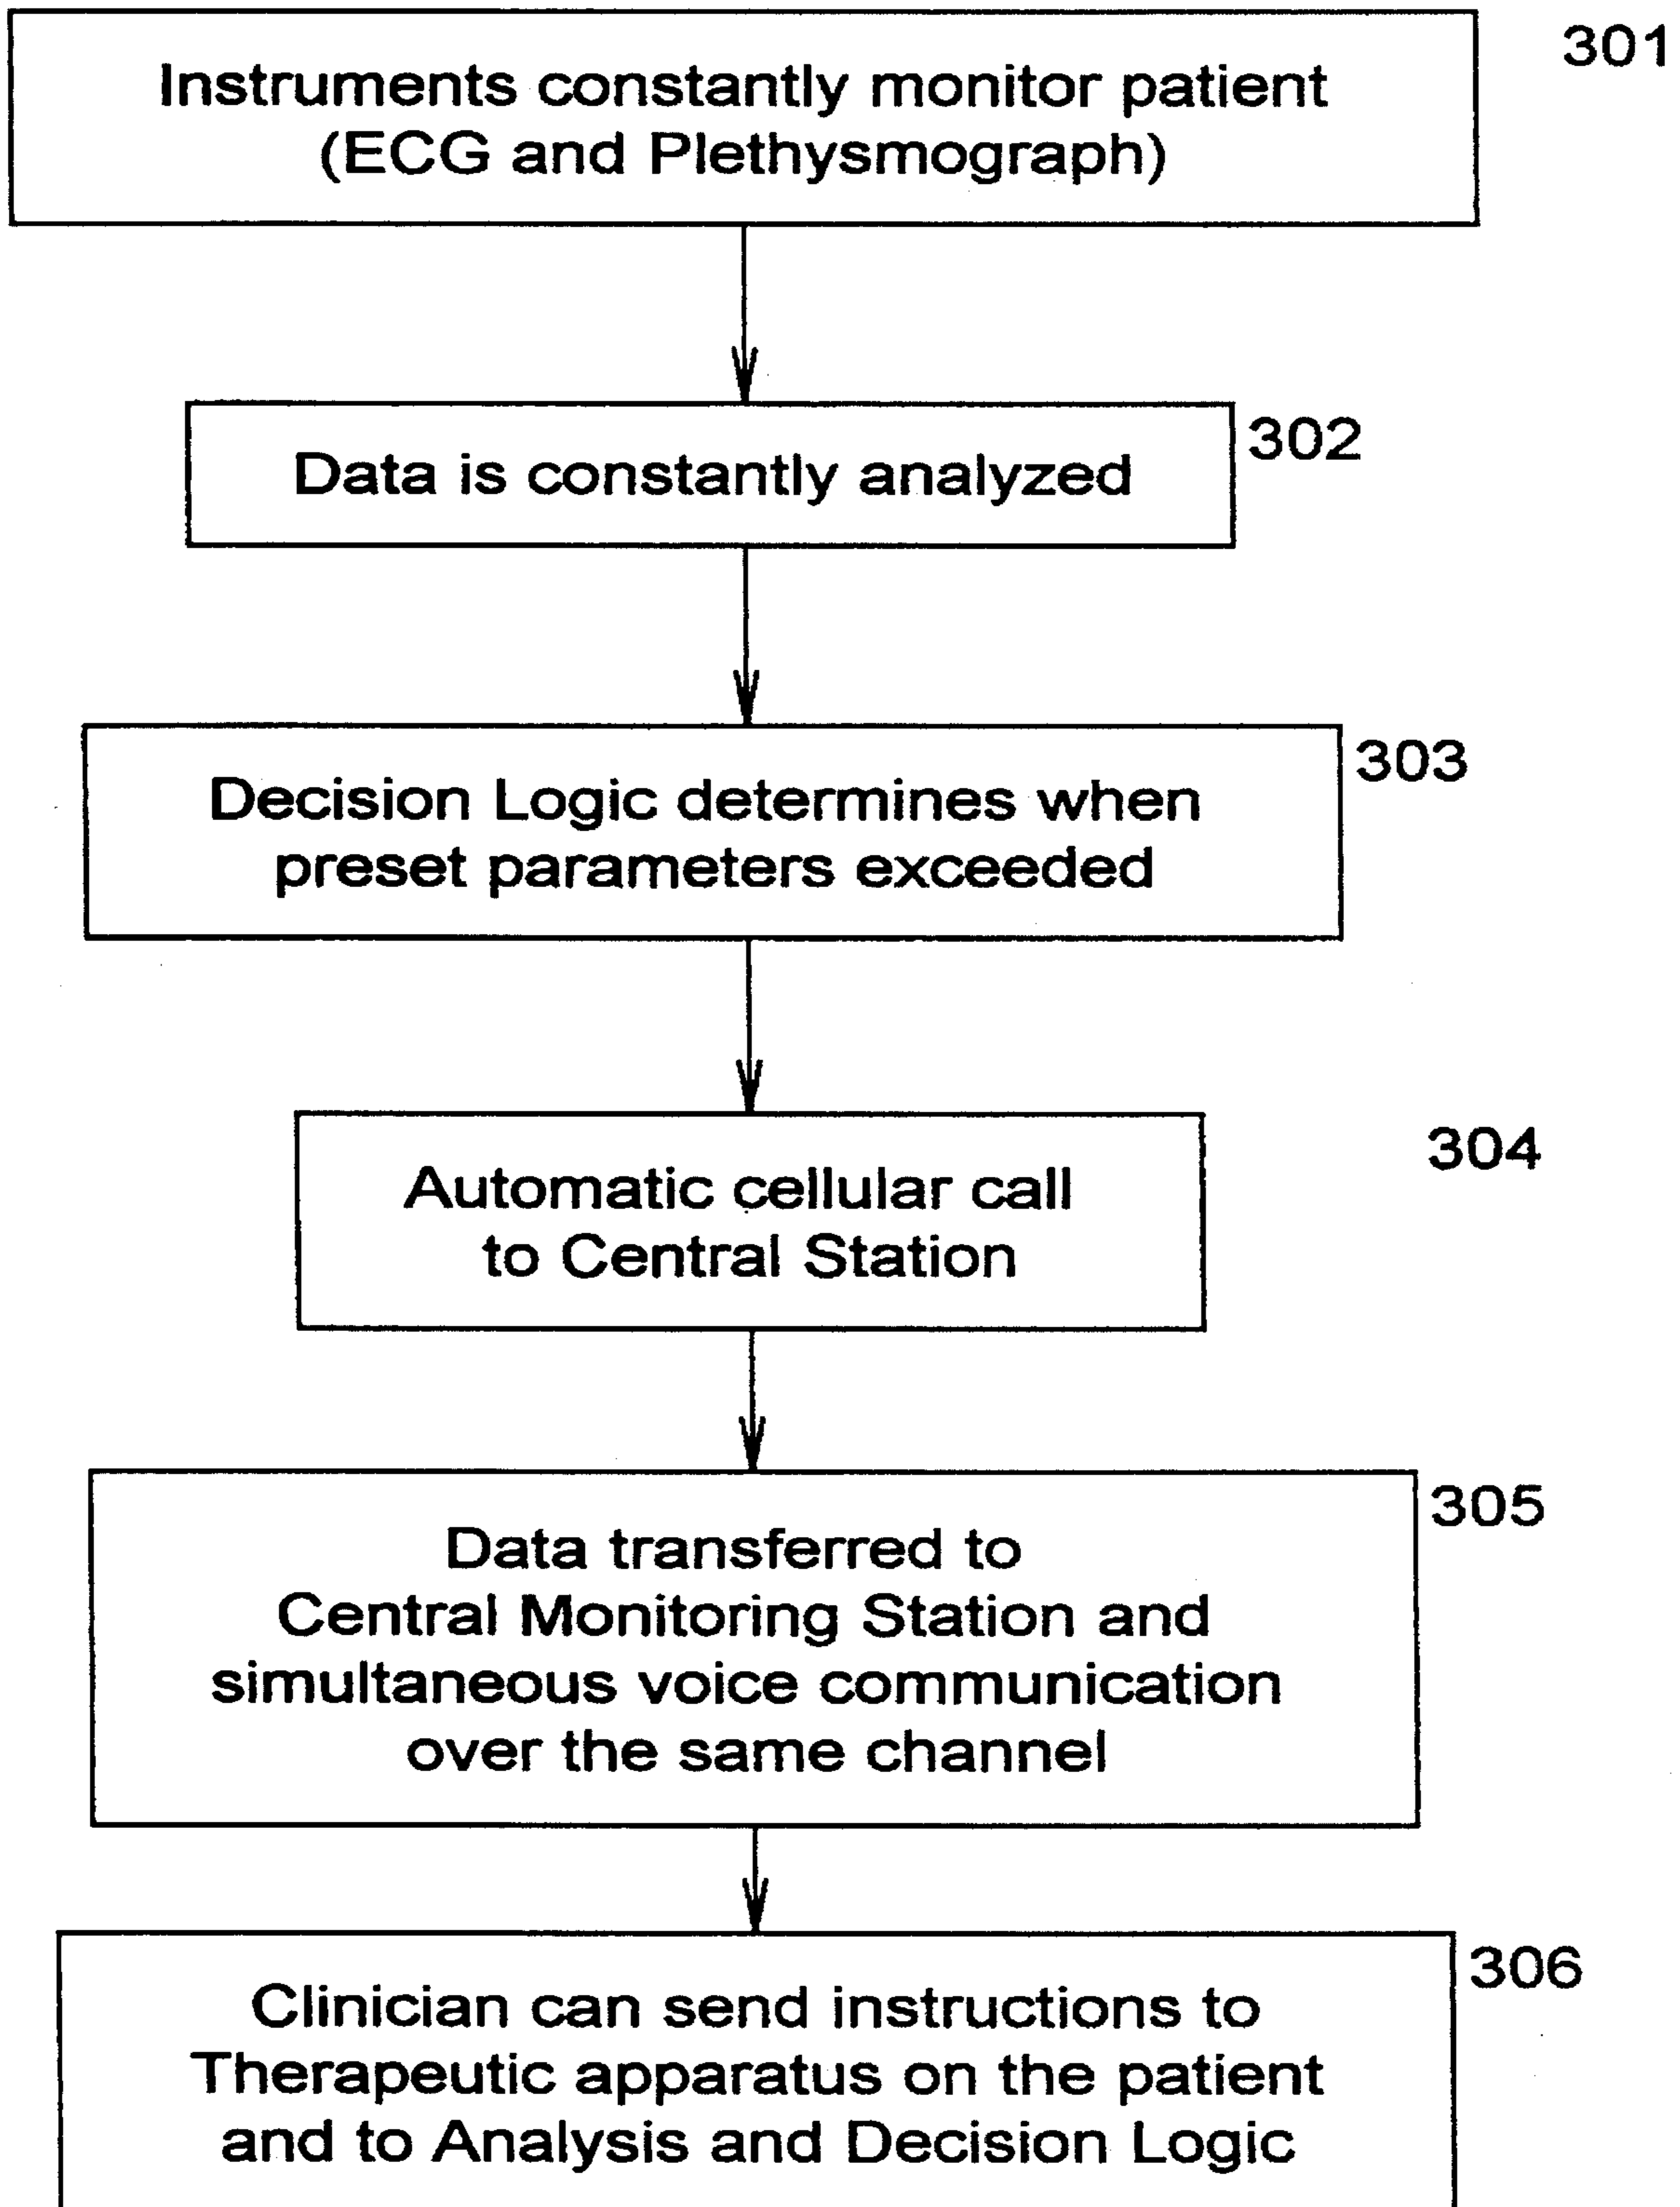 301
Instruments constantly monitor patient
(ECG and Plethysmograph)
302
Data is constantly analyzed
303
Decision Logic determines when
preset parameters exceeded
304
Automatic cellular call
to Central Station
305
Data transferred to
Central Monitoring Station and
simultaneous voice communication
over the same channel
306
Clinician can send instructions to
Therapeutic apparatus on the patient
and to Analysis and Decision Logic